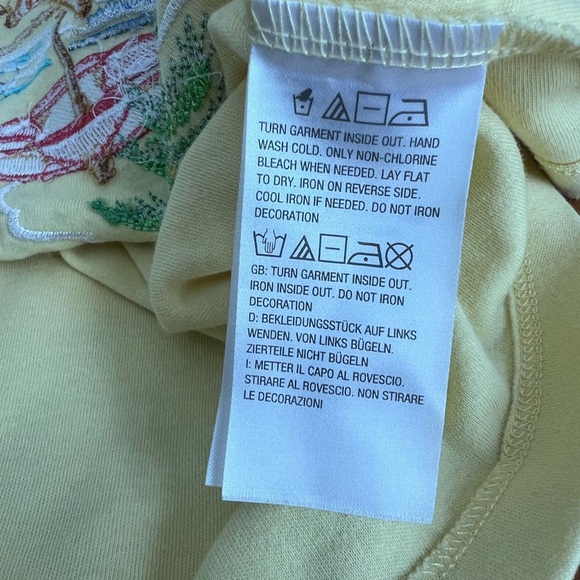 TURN GARMENT INSIDE OUT. HAND
WASH COLD. ONLY NON-CHLORINE
BLEACH WHEN NEEDED. LAY FLAT
TO DRY. IRON ON REVERSE SIDE.
COOL IRON IF NEEDED. DO NOT IRON
DECORATION
GB: TURN GARMENT INSIDE OUT.
IRON INSIDE OUT. DO NOT IRON
DECORATION
D: BEKLEIDUNGSSTÜCK AUF LINKS
WENDEN. VON LINKS BÜGELN.
ZIERTEILE NICHT BÜGELN
I: METTER IL CAPO AL ROVESCIO.
STIRARE AL ROVESCIO. NON STIRARE
LE DECORAZIONI